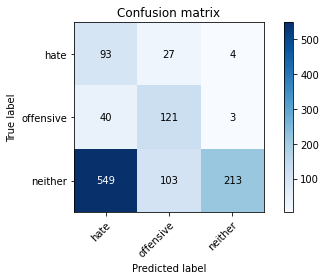 Confusion matrix
hate 93 27 4
offensive 40 121 3
neither 549 103 213
hate offensive neither
True label
Predicted label
500
400
300
200
100